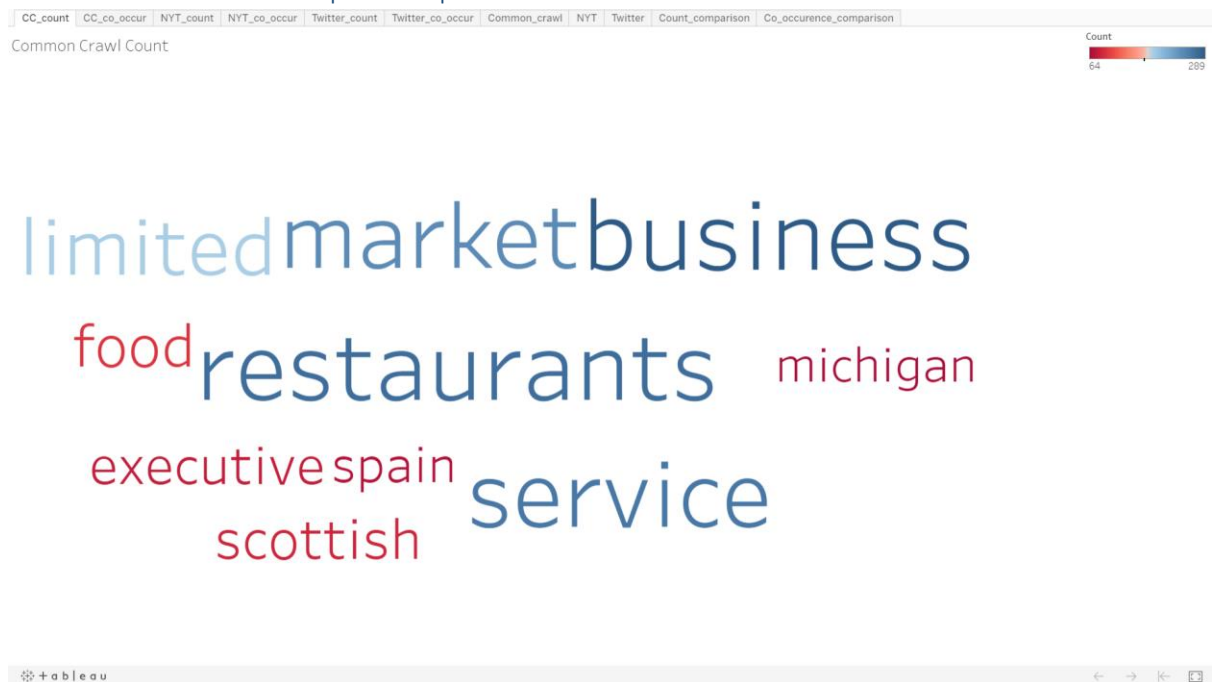 CC_count CC_co_occur NYT_count NYT_co_occur Twitter_count Twitter_co_occur Common_crawl NYT Twitter Count_comparison Co_occurence_comparison
Common Crawl Count
Count
64 289
limited market business
food restaurants michigan
executive spain service
scottish
+ a b | e a u